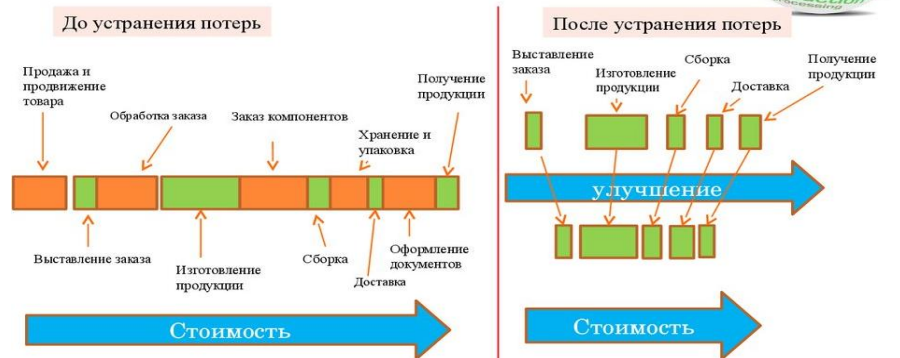 До устранения потерь
Продажа и
продвижение
товара
Обработка заказа
Заказ компонентов
Хранение и
упаковка
Получение
продукции
Выставление заказа
Изготовление
продукции
Сборка
Доставка
Оформление
документов
Стоимость
После устранения потерь
Выставление
заказа
Изготовление
продукции
Сборка
Доставка
Получение
продукции
улучшение
Стоимость
processing